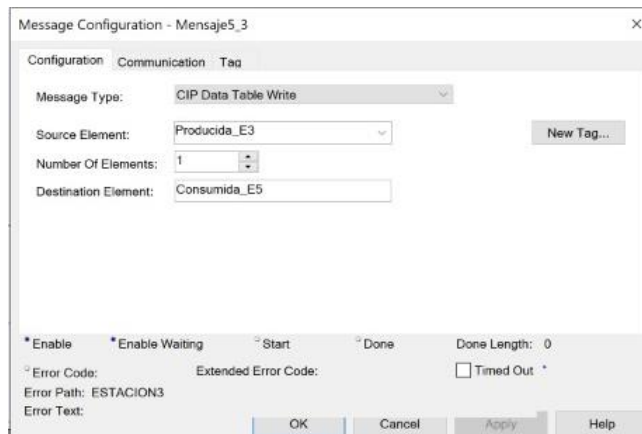 Message Configuration - Mensaje5_3
Configuration Communication Tag
Message Type: CIP Data Table Write
Source Element: Producida_E3 New Tag...
Number Of Elements: 1
Destination Element: Consumida_E5
Enable Enable Waiting Start Done Done Length: 0
Error Code: Extended Error Code: Timed Out
Error Path: ESTACION3
Error Text:
OK Cancel Apply Help